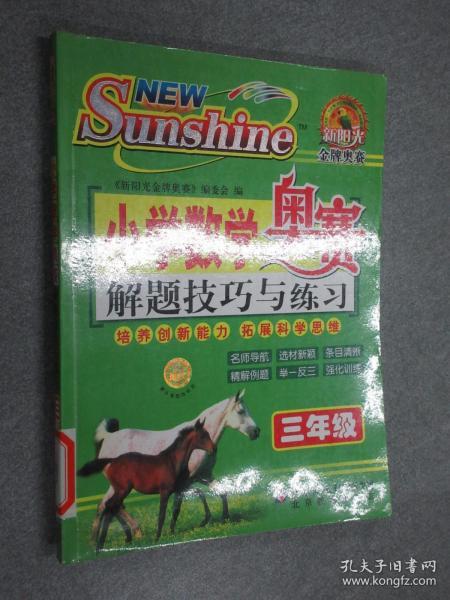 NEW
Sunshine™
新阳光
金牌奥赛
《新阳光金牌奥赛》编委会 编
小学数学奥赛
解题技巧与练习
培养创新能力 拓展科学思维
名师导航 选材新颖 条目清晰
精解例题 举一反三 强化训练
三年级
北京
孔夫子旧书网
www.kongfz.com